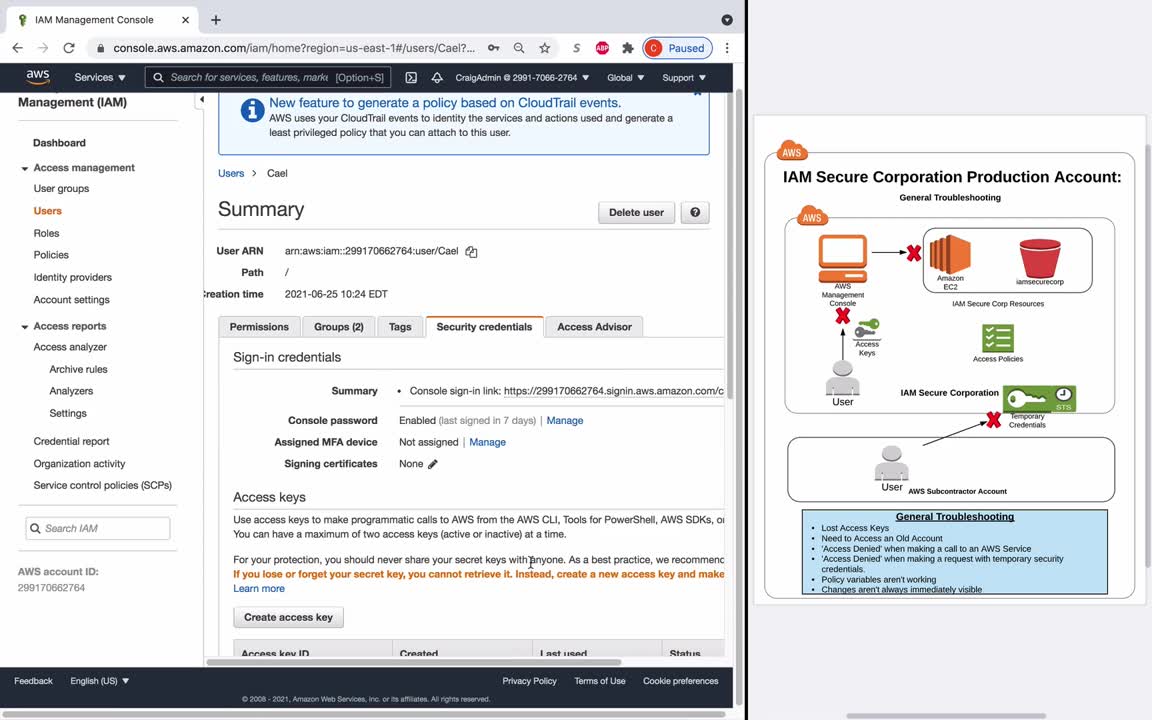 IAM Management Console
console.aws.amazon.com/iam/home?region=us-east-1#/users/Cael?...
S
ABP
C Paused
aws
Services
Search for services, features, marke [Option+S]
CraigAdmin @ 2991-7066-2764
Global
Support
Management (IAM)
Dashboard
Access management
User groups
Users
Roles
Policies
Identity providers
Account settings
Access reports
Access analyzer
Archive rules
Analyzers
Settings
Credential report
Organization activity
Service control policies (SCPs)
Search IAM
AWS account ID:
299170662764
New feature to generate a policy based on CloudTrail events.
AWS uses your CloudTrail events to identity the services and actions used and generate a
least privileged policy that you can attach to this user.
Users > Cael
Summary
Delete user
?
User ARN arn:aws:iam::299170662764:user/Cael
Path /
Creation time 2021-06-25 10:24 EDT
Permissions
Groups (2)
Tags
Security credentials
Access Advisor
Sign-in credentials
Summary • Console sign-in link: https://299170662764.signin.aws.amazon.com/c
Console password Enabled (last signed in 7 days) | Manage
Assigned MFA device Not assigned | Manage
Signing certificates None
Access keys
Use access keys to make programmatic calls to AWS from the AWS CLI, Tools for PowerShell, AWS SDKs, or
You can have a maximum of two access keys (active or inactive) at a time.
For your protection, you should never share your secret keys with anyone. As a best practice, we recommend
If you lose or forget your secret key, you cannot retrieve it. Instead, create a new access key and make
Learn more
Create access key
Access key ID
Created
Last used
Status
Feedback
English (US)
Privacy Policy
Terms of Use
Cookie preferences
© 2008 - 2021, Amazon Web Services, Inc. or its affiliates. All rights reserved.
AWS
IAM Secure Corporation Production Account:
General Troubleshooting
AWS
AWS
Management
Console
Amazon
EC2
iamsecurecorp
IAM Secure Corp Resources
Access
Keys
Access Policies
User
IAM Secure Corporation
STS
Temporary
Credentials
User
AWS Subcontractor Account
General Troubleshooting
• Lost Access Keys
• Need to Access an Old Account
• 'Access Denied' when making a call to an AWS Service
• 'Access Denied' when making a request with temporary security
credentials.
• Policy variables aren't working
• Changes aren't always immediately visible